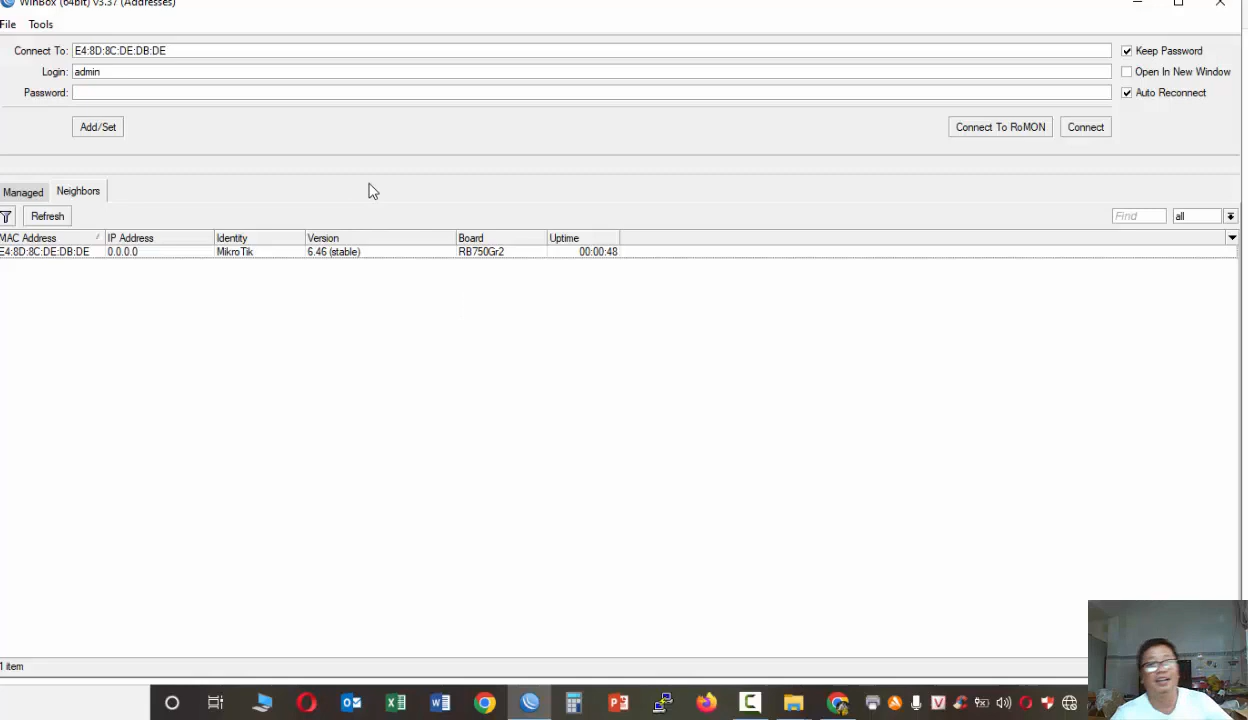 WinBox (64bit) v3.37 (Addresses)
File Tools
Connect To: E4:8D:8C:DE:DB:DE
Keep Password
Login: admin
Open In New Window
Password:
Auto Reconnect
Add/Set
Connect To RoMON
Connect
Managed
Neighbors
Refresh
Find
all
MAC Address IP Address Identity Version Board Uptime
E4:8D:8C:DE:DB:DE 0.0.0.0 MikroTik 6.46 (stable) RB750Gr2 00:00:48
1 item